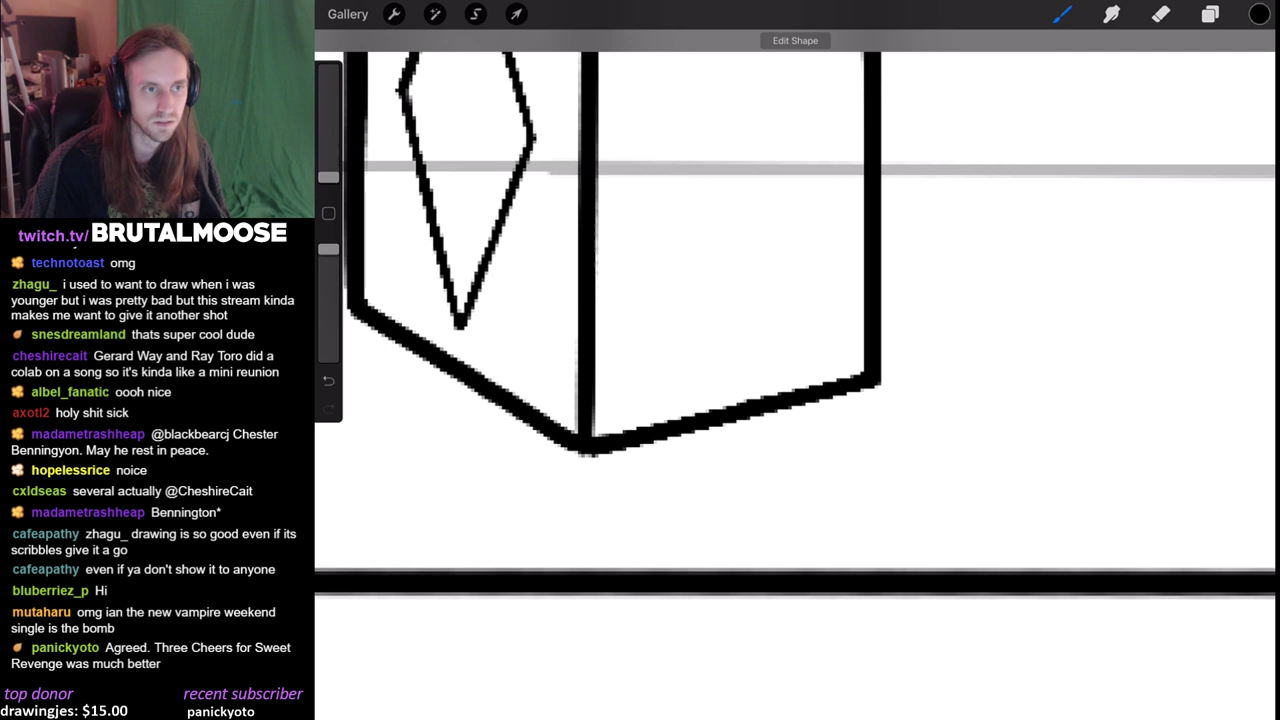 Gallery
Edit Shape
twitch.tv/BRUTALMOOSE
technotoast omg
zhagu_ i used to want to draw when i was
younger but i was pretty bad but this stream kinda
makes me want to give it another shot
snesdreamland thats super cool dude
cheshirecait Gerard Way and Ray Toro did a
colab on a song so it's kinda like a mini reunion
albel_fanatic oooh nice
axotl2 holy shit sick
madametrashheap @blackbearcj Chester
Benningyon. May he rest in peace.
hopelessrice noice
cxldseas several actually @CheshireCait
madametrashheap Bennington*
cafeapathy zhagu_ drawing is so good even if its
scribbles give it a go
cafeapathy even if ya don't show it to anyone
bluberriez_p Hi
mutaharu omg ian the new vampire weekend
single is the bomb
panickyoto Agreed. Three Cheers for Sweet
Revenge was much better
top donor recent subscriber
drawingjes: $15.00 panickyoto